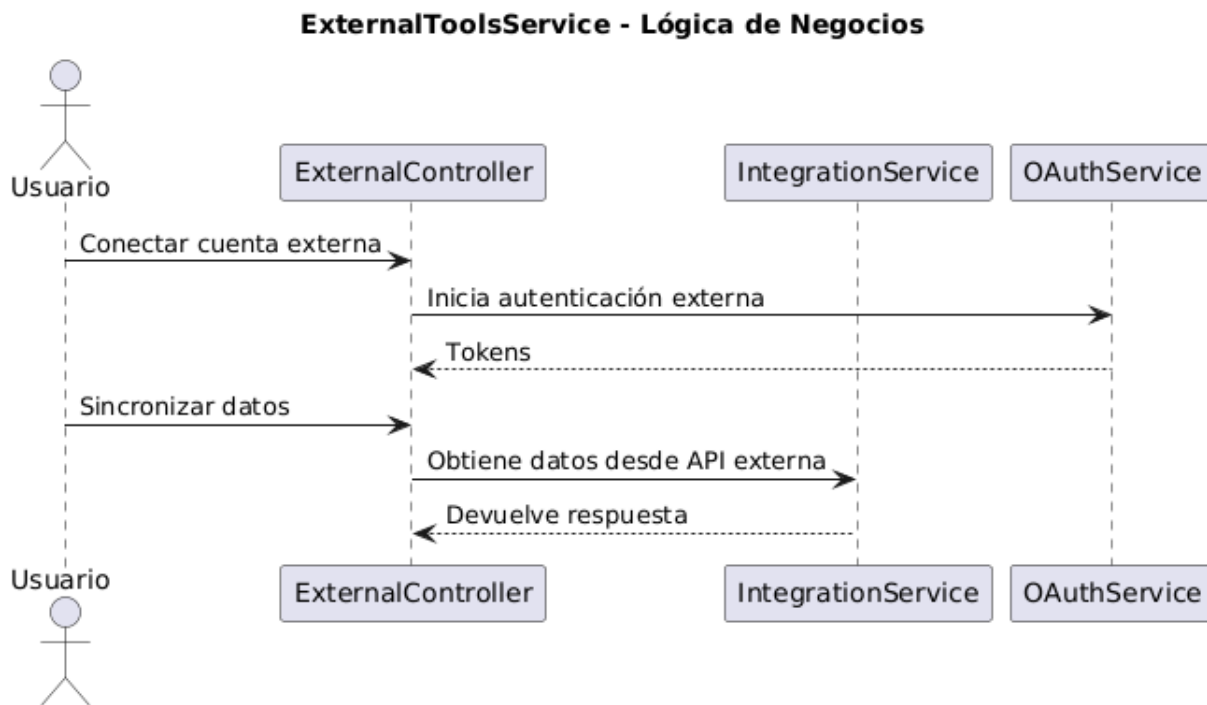 ExternalToolsService - Lógica de Negocios
Usuario
ExternalController
IntegrationService
OAuthService
Conectar cuenta externa
Inicia autenticación externa
Tokens
Sincronizar datos
Obtiene datos desde API externa
Devuelve respuesta
Usuario
ExternalController
IntegrationService
OAuthService